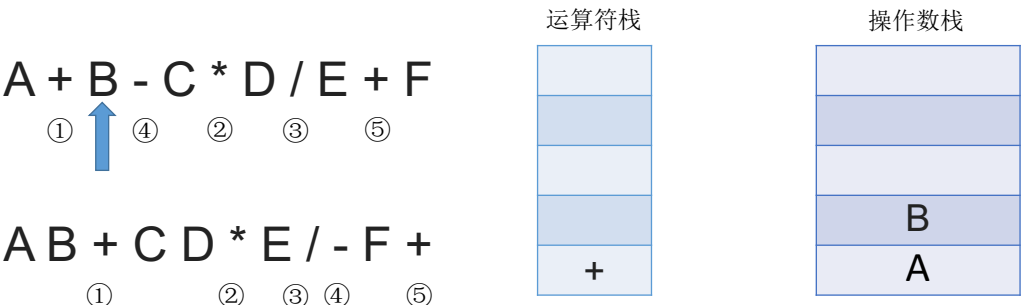 运算符栈
操作数栈
A + B - C * D / E + F
① ④ ② ③ ⑤
A B + C D * E / - F +
① ② ③ ④ ⑤
B
+
A